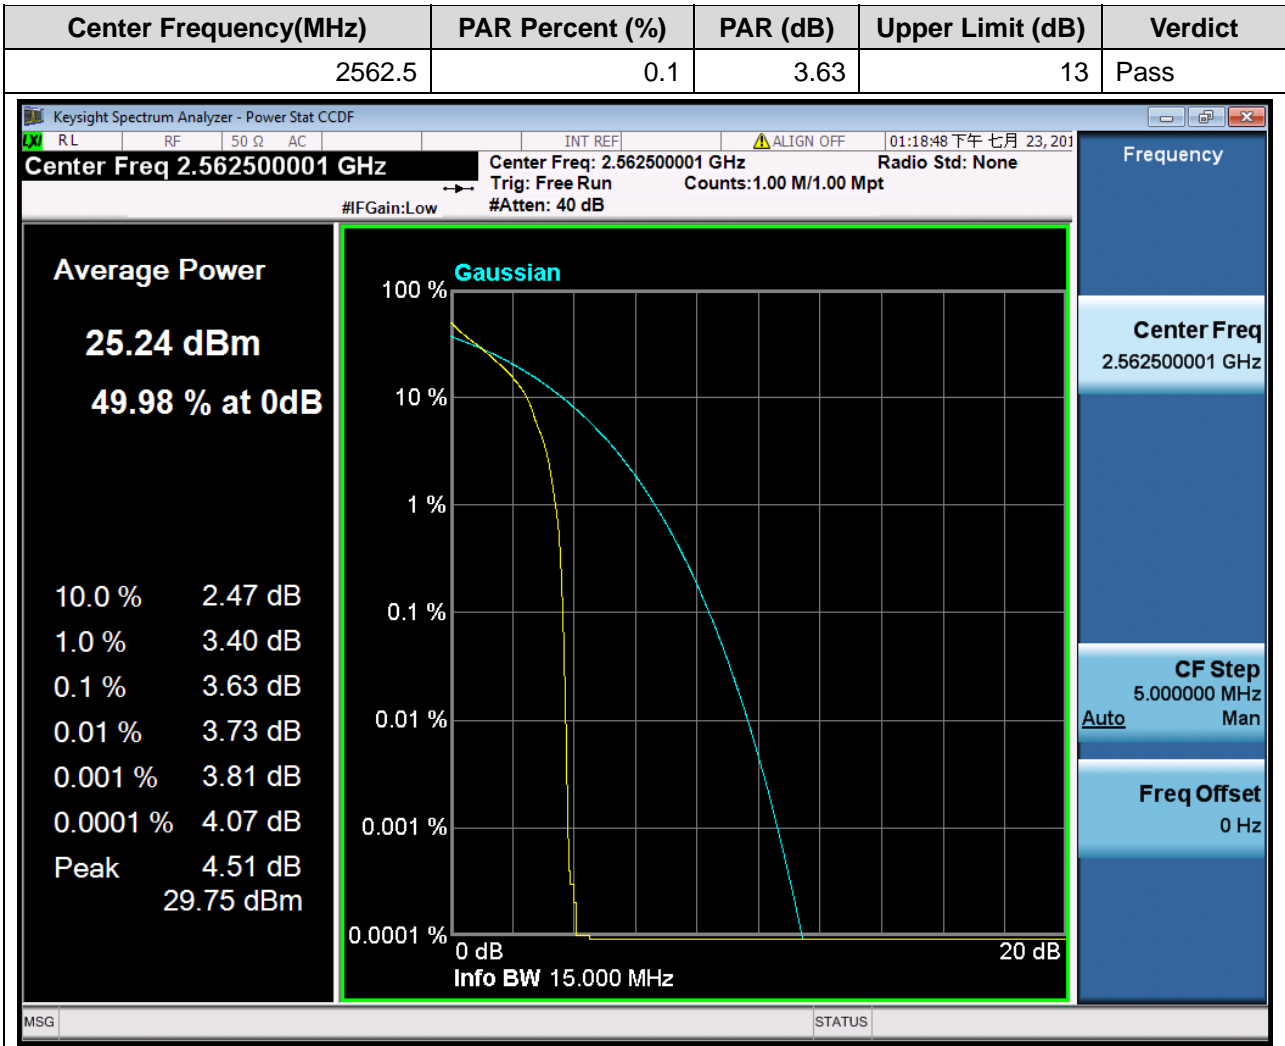 Center Frequency(MHz) PAR Percent (%) PAR (dB) Upper Limit (dB) Verdict
2562.5 0.1 3.63 13 Pass
Keysight Spectrum Analyzer - Power Stat CCDF
LXI RL RF 50 Ω AC INT REF ALIGN OFF 01:18:48 下午 七月 23, 201
Center Freq 2.562500001 GHz
#IFGain:Low
Center Freq: 2.562500001 GHz Radio Std: None
Trig: Free Run Counts:1.00 M/1.00 Mpt
#Atten: 40 dB
Average Power
25.24 dBm
49.98 % at 0dB
10.0 % 2.47 dB
1.0 % 3.40 dB
0.1 % 3.63 dB
0.01 % 3.73 dB
0.001 % 3.81 dB
0.0001 % 4.07 dB
Peak 4.51 dB
29.75 dBm
Gaussian
100 %
10 %
1 %
0.1 %
0.01 %
0.001 %
0.0001 %
0 dB 20 dB
Info BW 15.000 MHz
Frequency
Center Freq
2.562500001 GHz
CF Step
5.000000 MHz
Auto Man
Freq Offset
0 Hz
MSG STATUS